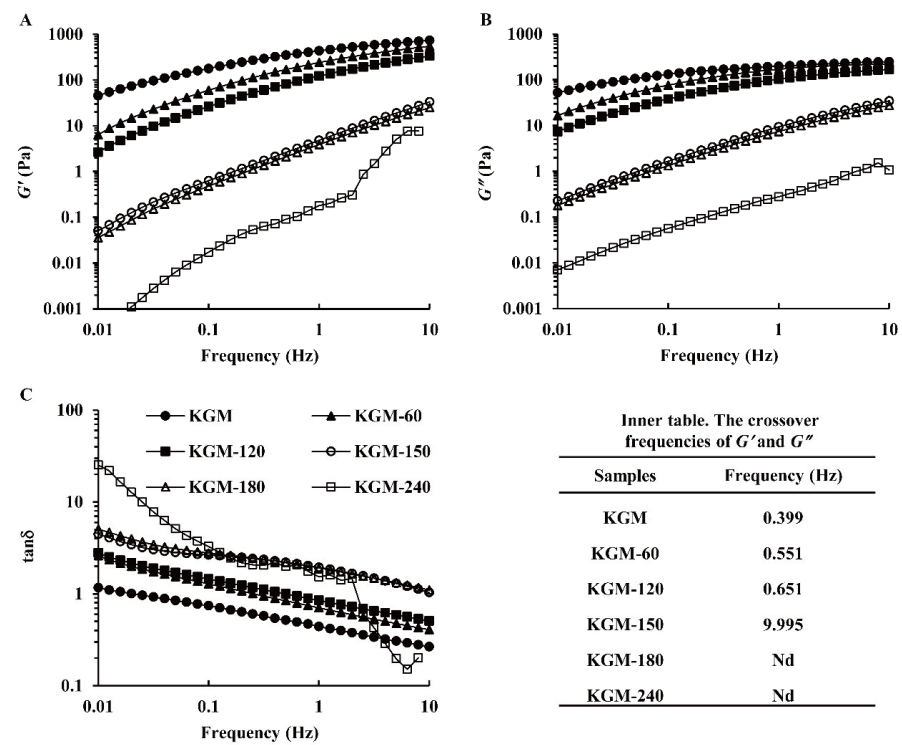 A
1000
100
10
1
0.1
0.01
0.001
G′ (Pa)
0.01 0.1 1 10
Frequency (Hz)
B
1000
100
10
1
0.1
0.01
0.001
G″ (Pa)
0.01 0.1 1 10
Frequency (Hz)
C
100
10
1
0.1
tanδ
KGM KGM-60
KGM-120 KGM-150
KGM-180 KGM-240
0.01 0.1 1 10
Frequency (Hz)
Inner table. The crossover
frequencies of G′ and G″
Samples Frequency (Hz)
KGM 0.399
KGM-60 0.551
KGM-120 0.651
KGM-150 9.995
KGM-180 Nd
KGM-240 Nd